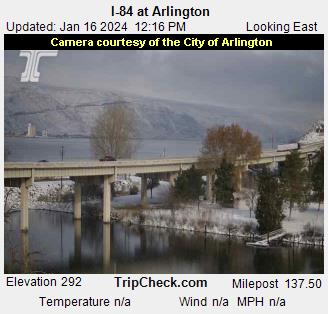 I-84 at Arlington
Updated: Jan 16 2024 12:16 PM Looking East
Camera courtesy of the City of Arlington
Elevation 292 TripCheck.com Milepost 137.50
Temperature n/a Wind n/a MPH n/a